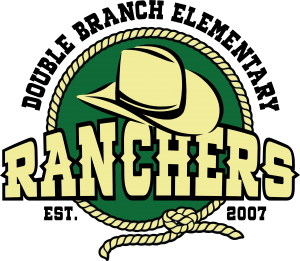 DOUBLE BRANCH ELEMENTARY
RANCHERS
EST. 2007